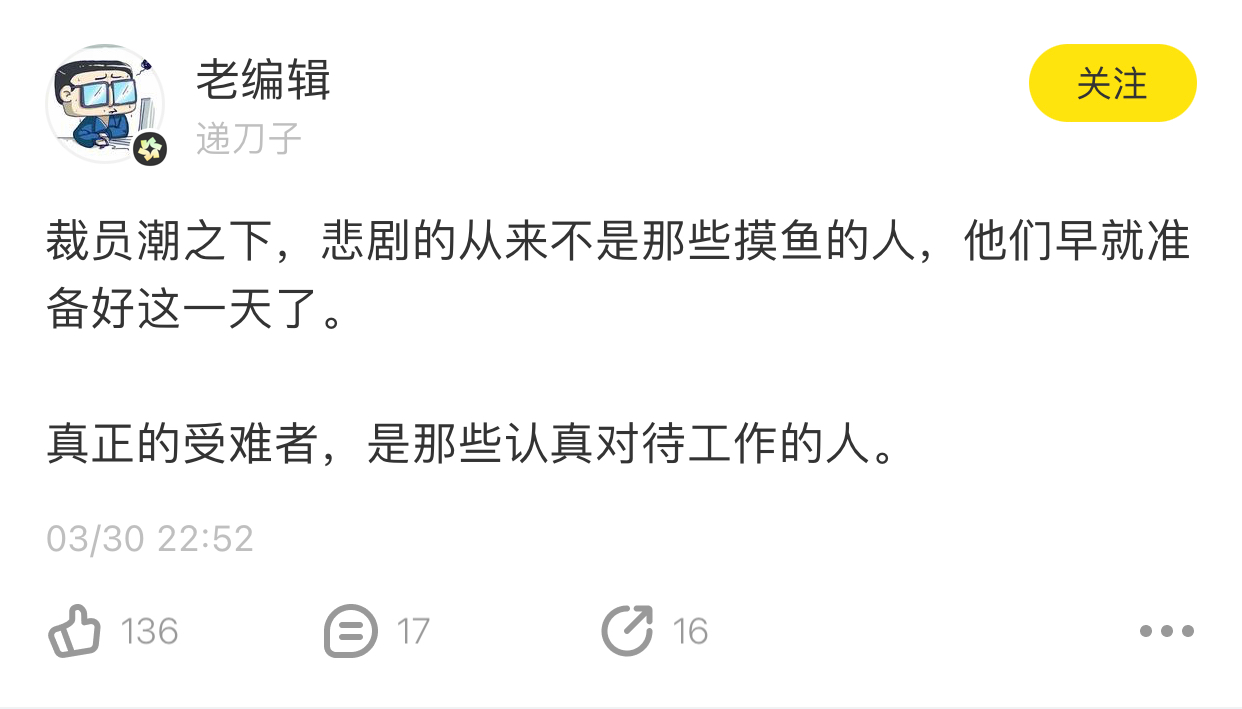 老编辑
关注
递刀子
裁员潮之下，悲剧的从来不是那些摸鱼的人，他们早就准
备好这一天了。
真正的受难者，是那些认真对待工作的人。
03/30 22:52
136 17 16